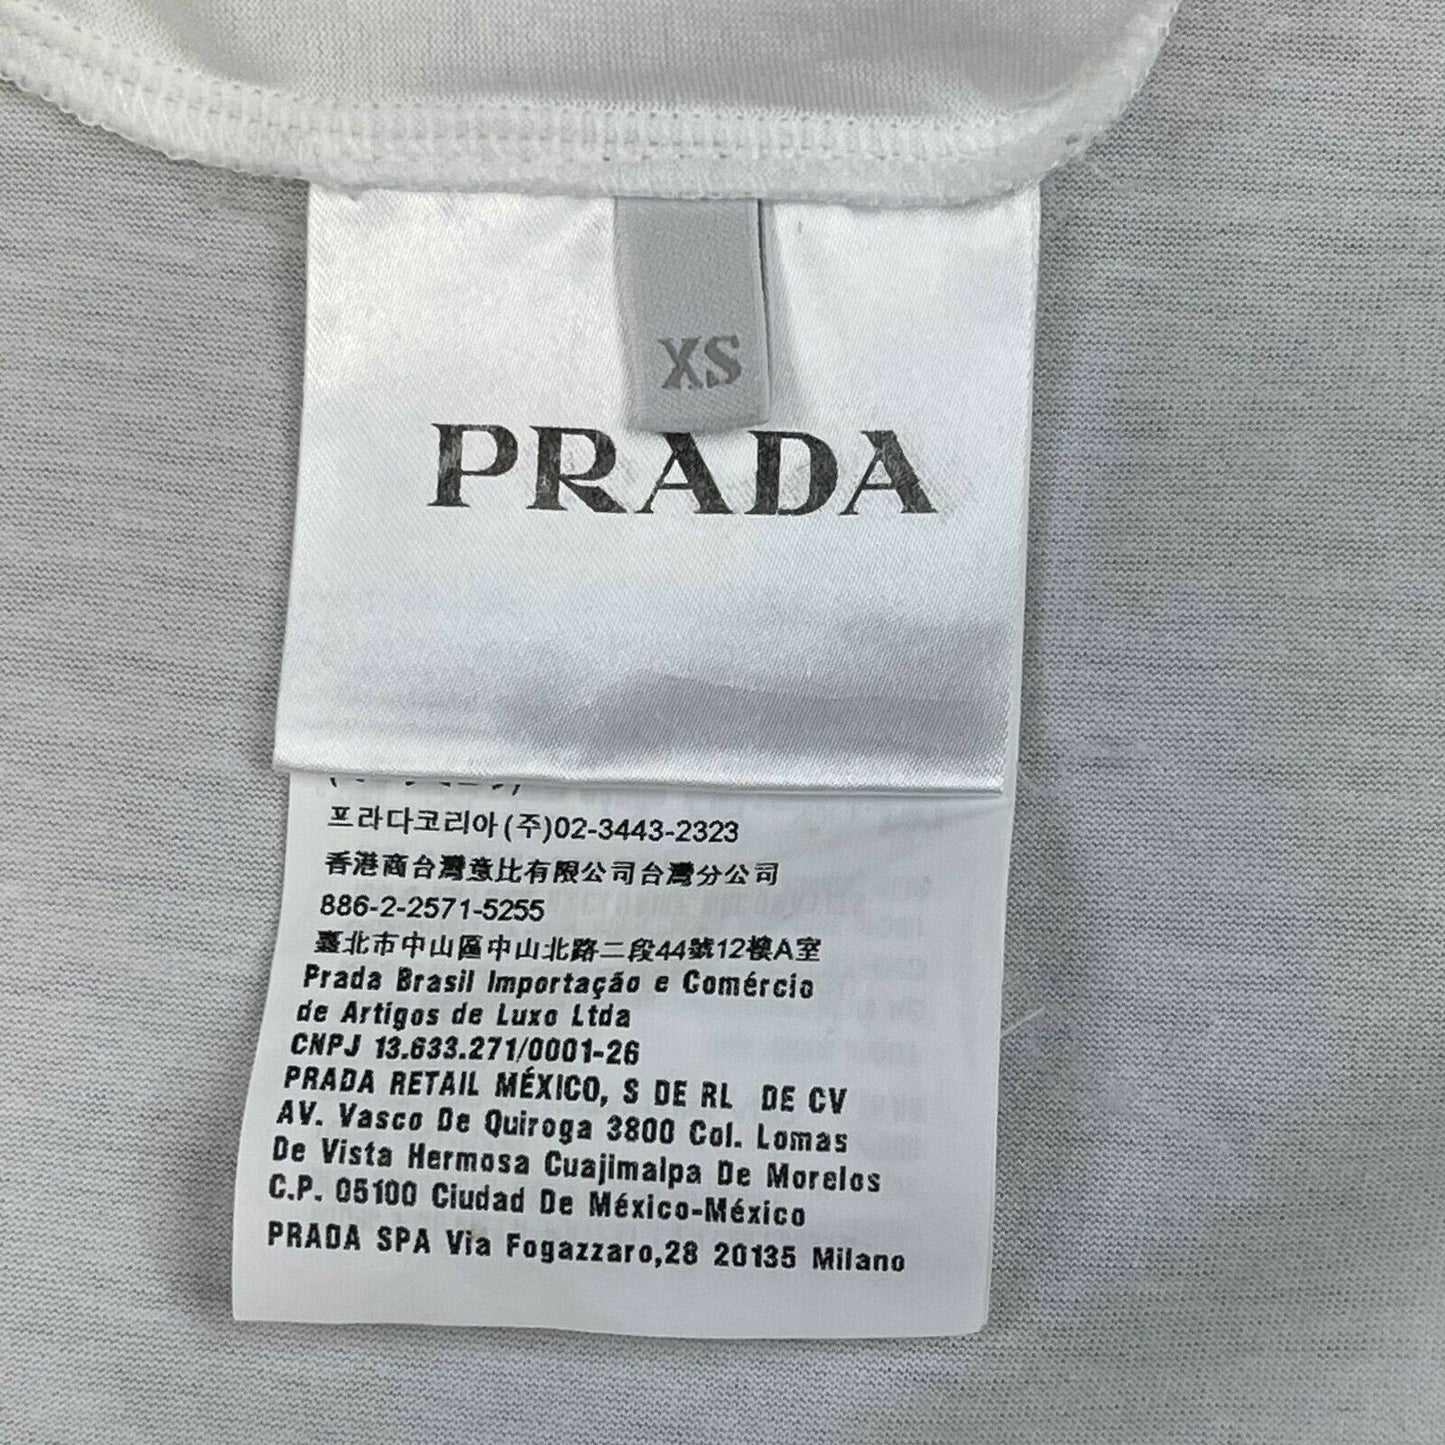 XS
PRADA
프라다코리아(주)02-3443-2323
香港商台灣意比有限公司台灣分公司
886-2-2571-5255
臺北市中山區中山北路二段44號12樓A室
Prada Brasil Importação e Comércio
de Artigos de Luxo Ltda
CNPJ 13.633.271/0001-26
PRADA RETAIL MÉXICO, S DE RL DE CV
AV. Vasco De Quiroga 3800 Col. Lomas
De Vista Hermosa Cuajimalpa De Morelos
C.P. 05100 Ciudad De México-México
PRADA SPA Via Fogazzaro,28 20135 Milano